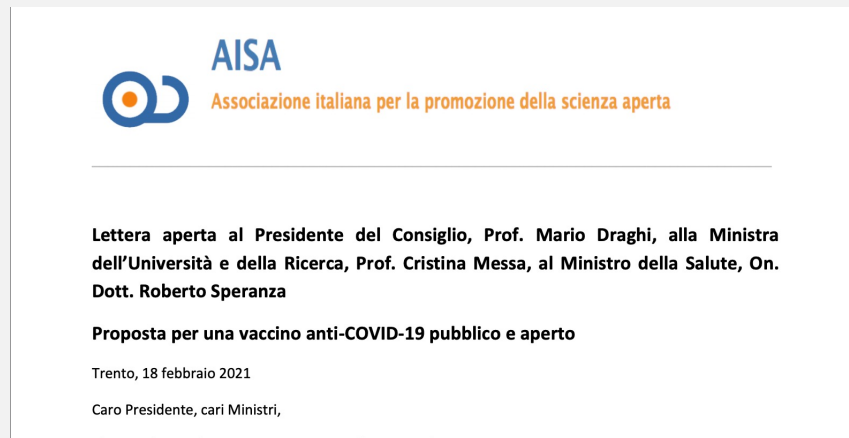 AISA
Associazione italiana per la promozione della scienza aperta
Lettera aperta al Presidente del Consiglio, Prof. Mario Draghi, alla Ministra
dell’Università e della Ricerca, Prof. Cristina Messa, al Ministro della Salute, On.
Dott. Roberto Speranza
Proposta per una vaccino anti-COVID-19 pubblico e aperto
Trento, 18 febbraio 2021
Caro Presidente, cari Ministri,